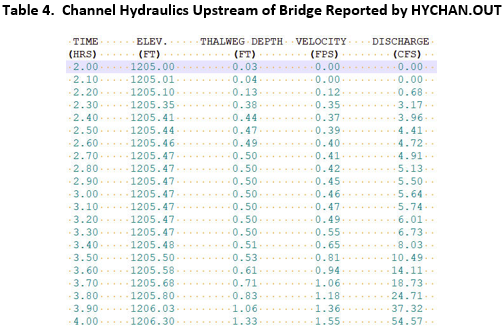 Table 4. Channel Hydraulics Upstream of Bridge Reported by HYCHAN.OUT
TIME ELEV. THALWEG DEPTH VELOCITY DISCHARGE
(HRS) (FT) (FT) (FPS) (CFS)
2.00 1205.00 0.03 0.00 0.00
2.10 1205.01 0.04 0.00 0.00
2.20 1205.10 0.13 0.12 0.68
2.30 1205.35 0.38 0.35 3.17
2.40 1205.41 0.44 0.37 3.96
2.50 1205.44 0.47 0.39 4.41
2.60 1205.46 0.49 0.40 4.72
2.70 1205.47 0.50 0.41 4.91
2.80 1205.47 0.50 0.42 5.13
2.90 1205.47 0.50 0.45 5.50
3.00 1205.47 0.50 0.46 5.64
3.10 1205.47 0.50 0.47 5.74
3.20 1205.47 0.50 0.49 6.01
3.30 1205.47 0.50 0.55 6.73
3.40 1205.48 0.51 0.65 8.03
3.50 1205.50 0.53 0.81 10.49
3.60 1205.58 0.61 0.94 14.11
3.70 1205.68 0.71 1.06 18.73
3.80 1205.80 0.83 1.18 24.71
3.90 1206.03 1.06 1.36 37.32
4.00 1206.30 1.33 1.55 54.57